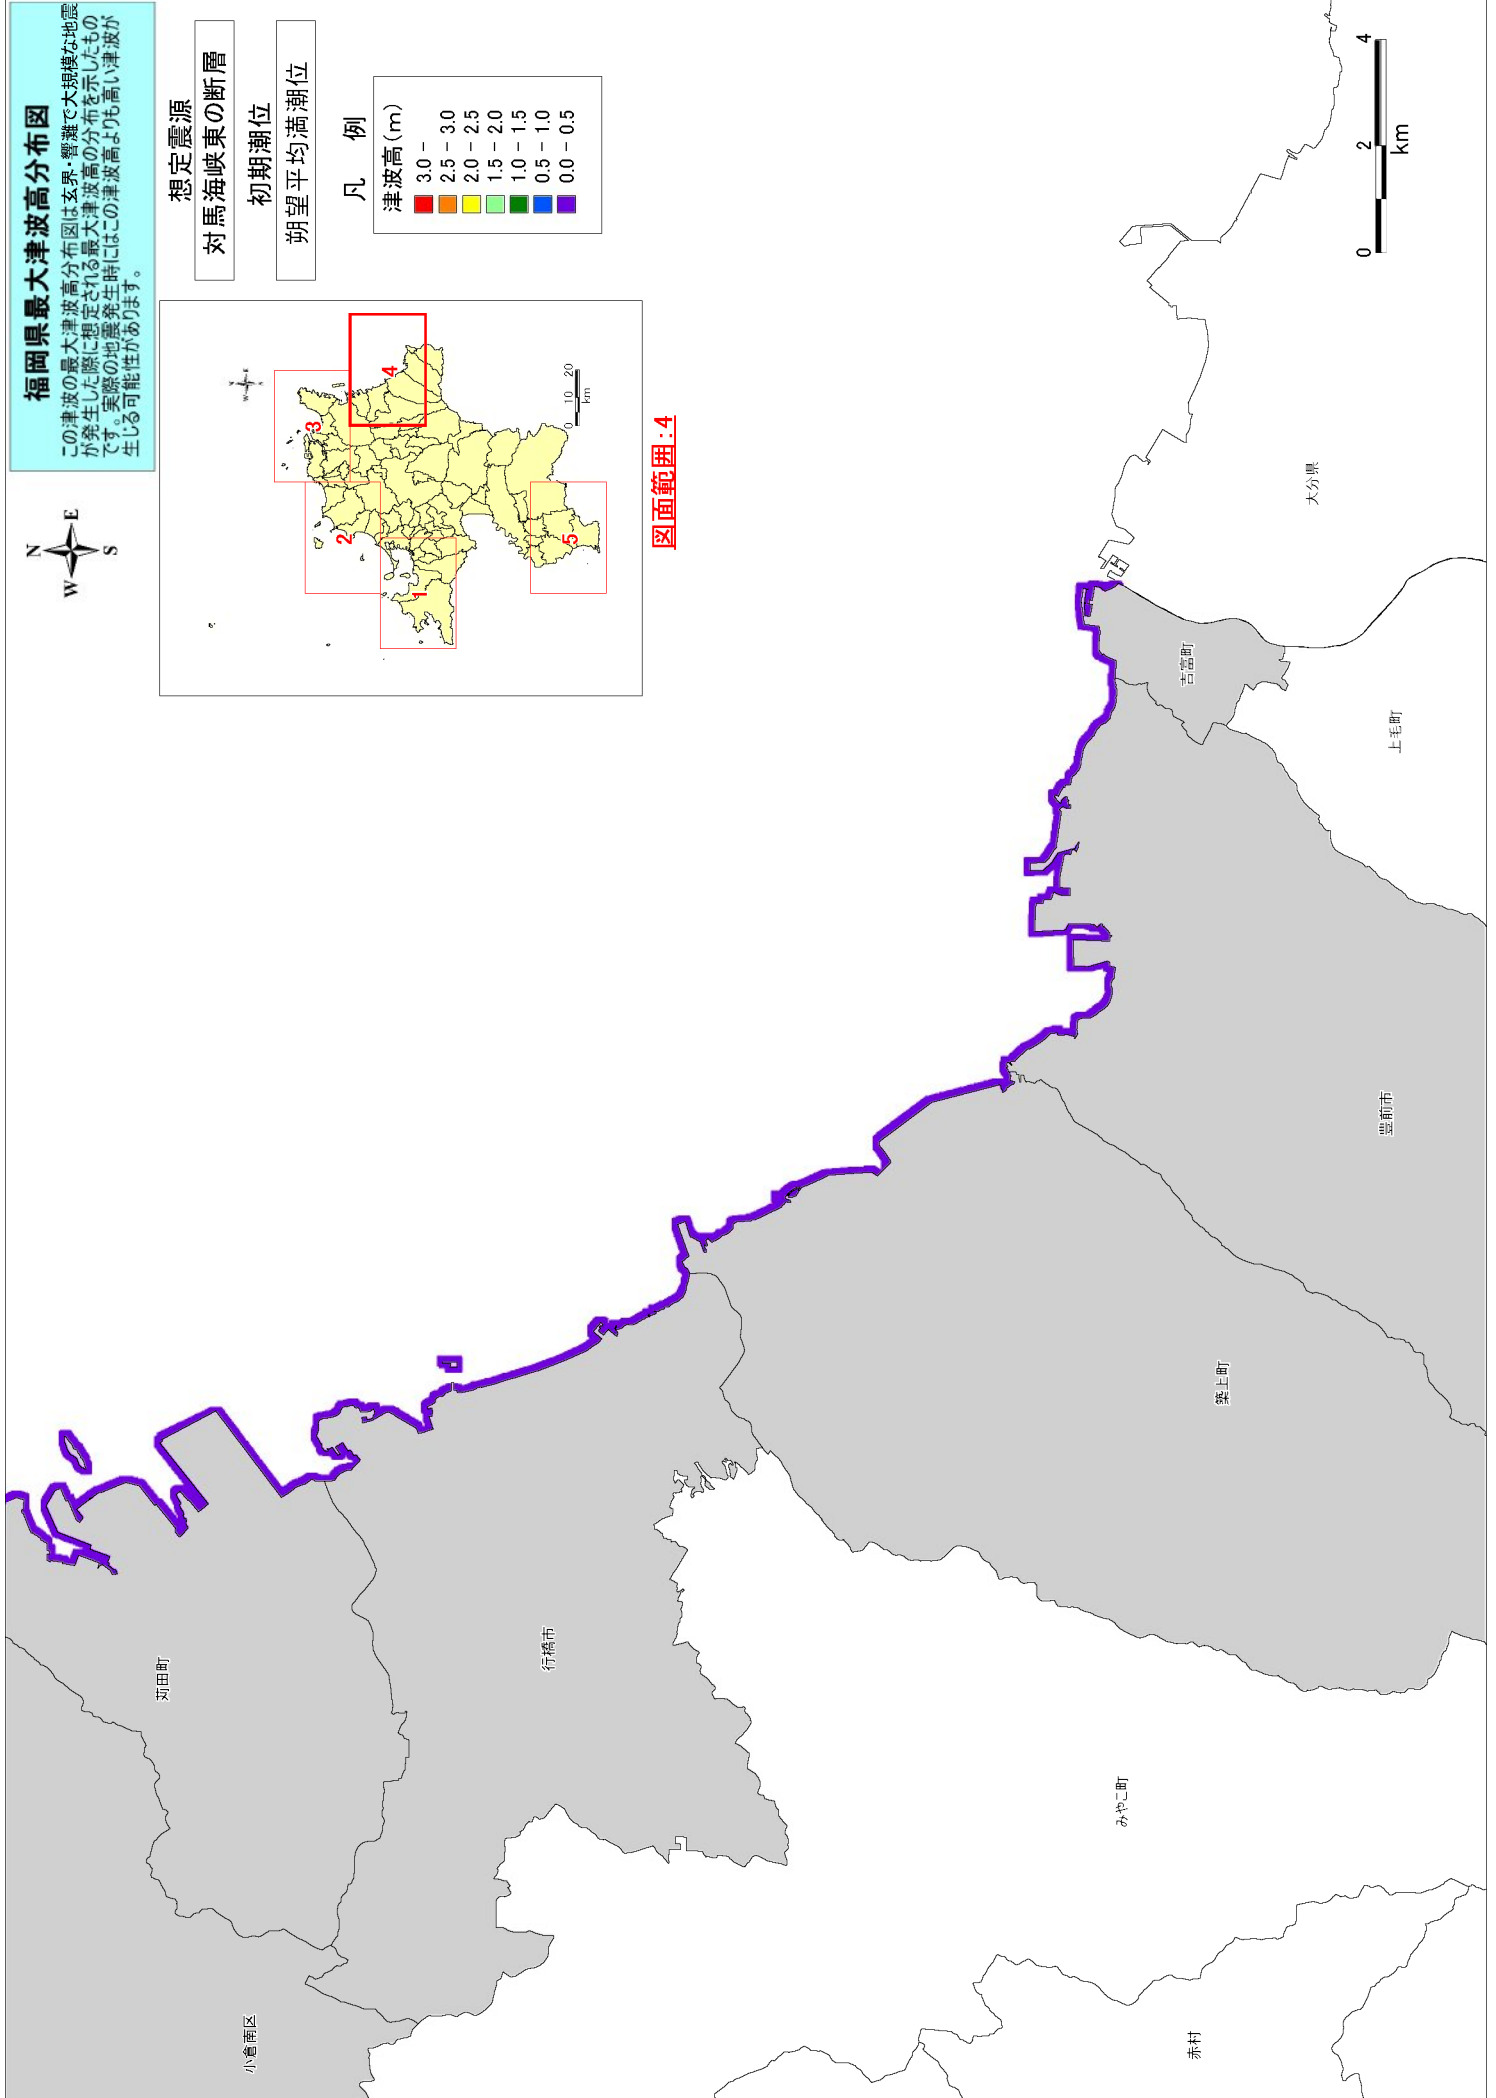 福岡県最大津波高分布図
この津波の最大津波高分布図は玄界・響灘で大規模な地震
が発生した際に想定される最大津波高の分布を示したもの
です。実際の地震発生時にはこの津波高よりも高い津波が
生じる可能性があります。
N
W
E
S
想定震源
対馬海峡東の断層
初期潮位
朔望平均満潮位
凡 例
津波高(m)
3.0 -
2.5 - 3.0
2.0 - 2.5
1.5 - 2.0
1.0 - 1.5
0.5 - 1.0
0.0 - 0.5
1
2
3
4
5
0 10 20
km
図面範囲:4
0 2 4
km
苅田町
小倉南区
行橋市
築上町
豊前市
吉富町
上毛町
大分県
みやこ町
赤村